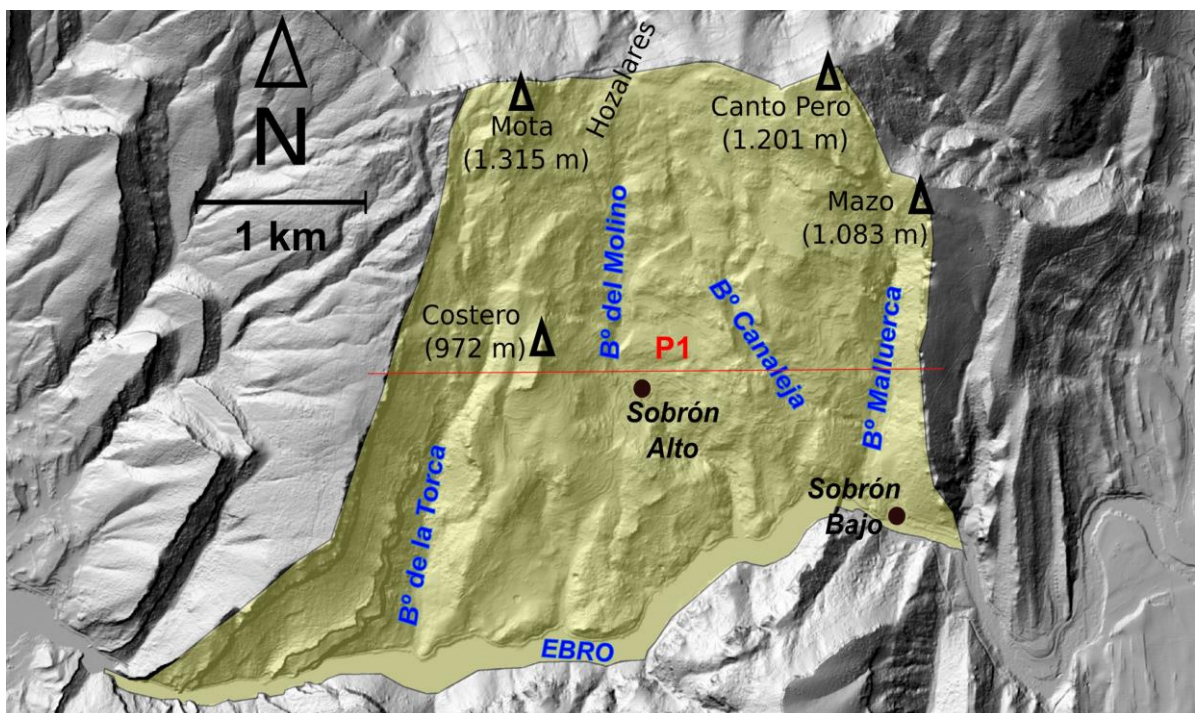 N
1 km
Mota
(1.315 m)
Hozalares
Canto Pero
(1.201 m)
Mazo
(1.083 m)
Bº del Molino
Costero
(972 m)
P1
Bº Canaleja
Bº Malluerca
Sobrón
Alto
Bº de la Torca
Sobrón
Bajo
EBRO